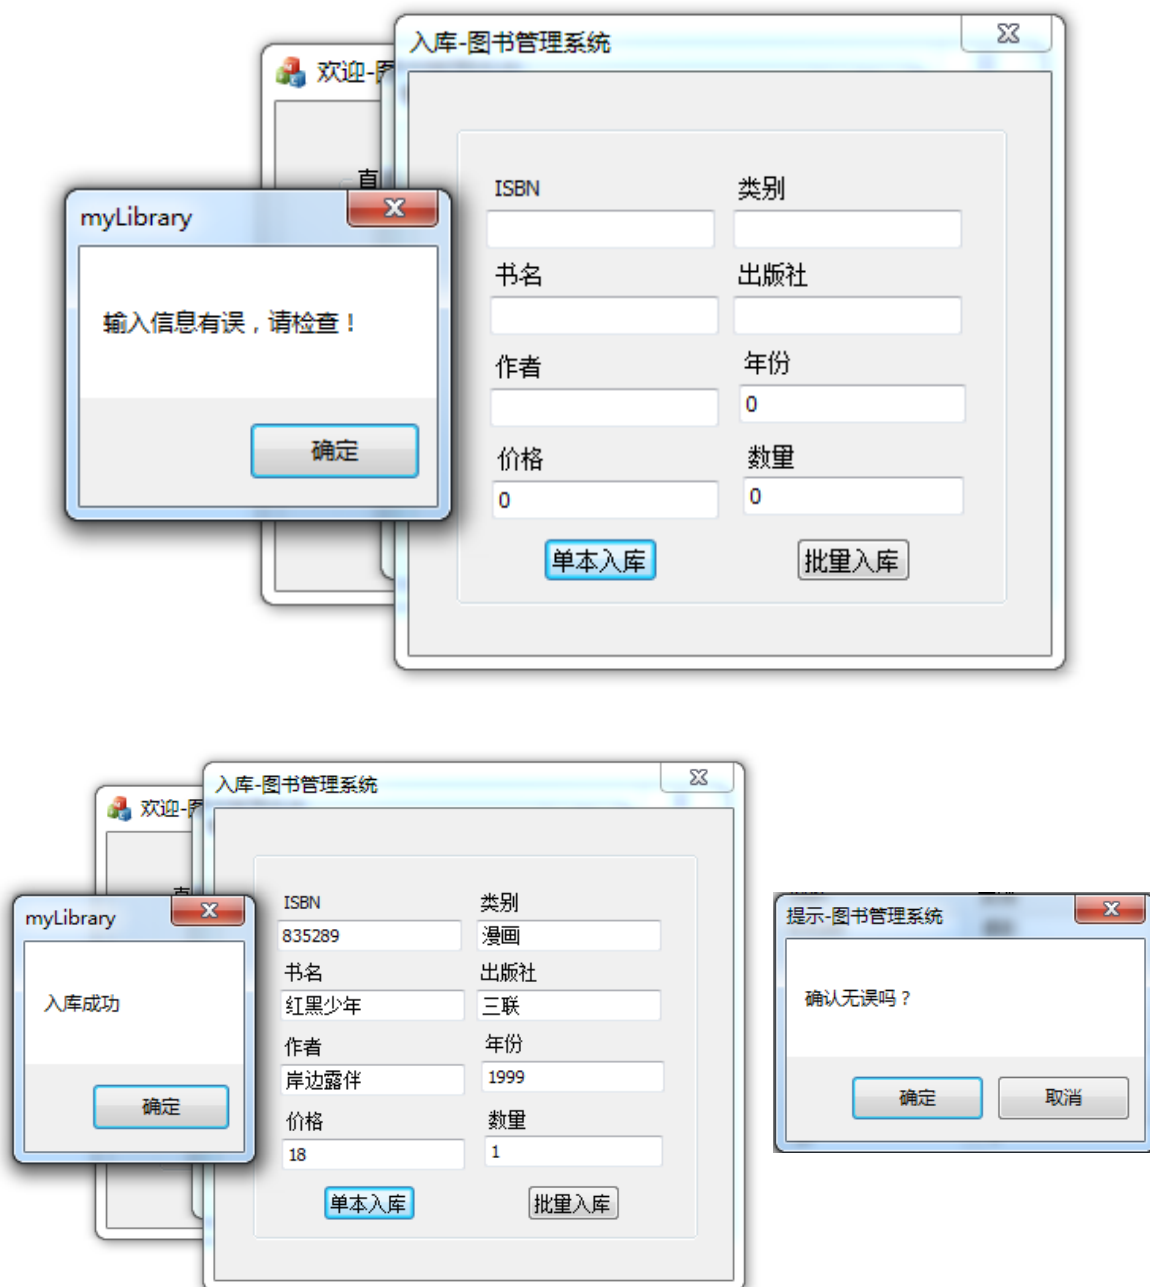 入库-图书管理系统
欢迎-图
直
myLibrary
输入信息有误，请检查！
确定
ISBN 类别
书名 出版社
作者 年份
0
价格 数量
0 0
单本入库 批量入库
入库-图书管理系统
欢迎-图
myLibrary
入库成功
确定
ISBN 类别
835289 漫画
书名 出版社
红黑少年 三联
作者 年份
岸边露伴 1999
价格 数量
18 1
单本入库 批量入库
提示-图书管理系统
确认无误吗？
确定 取消